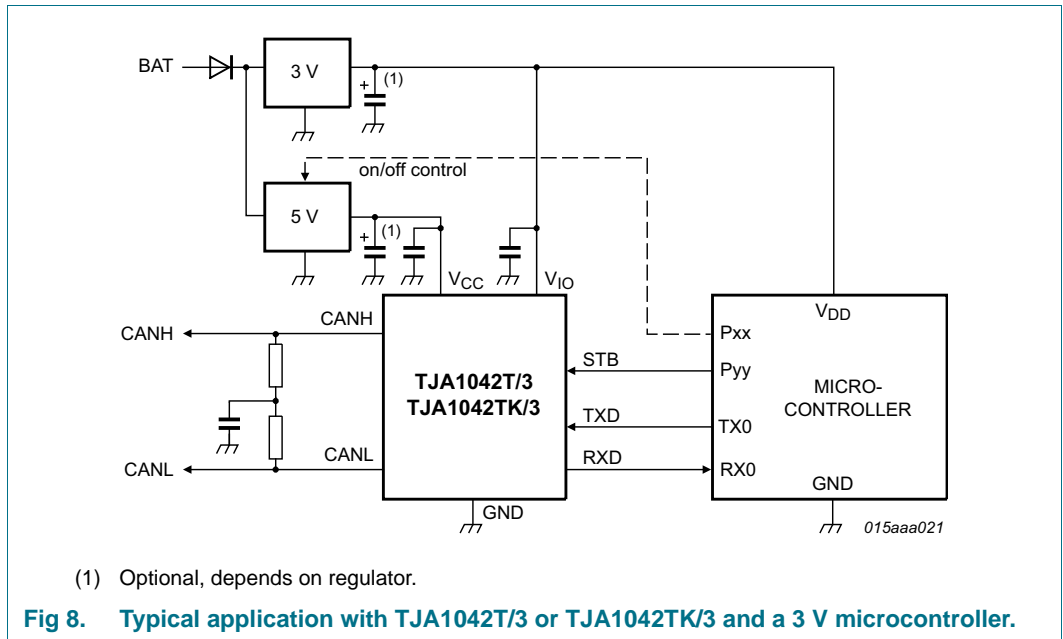 BAT
3 V
+
(1)
on/off control
5 V
+
(1)
VCC
VIO
VDD
CANH
CANH
Pxx
STB
Pyy
TJA1042T/3
TJA1042TK/3
MICRO-
CONTROLLER
TXD
TX0
CANL
CANL
RXD
RX0
GND
GND
015aaa021
(1) Optional, depends on regulator.
Fig 8. Typical application with TJA1042T/3 or TJA1042TK/3 and a 3 V microcontroller.